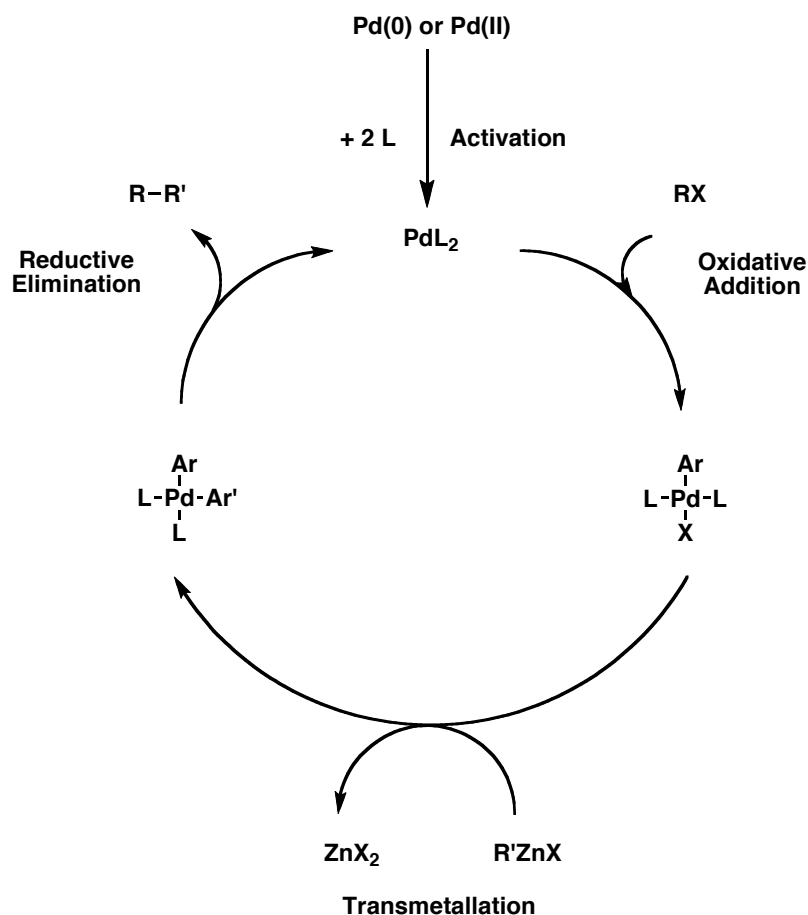 Pd(0) or Pd(II)
+ 2 L
Activation
R–R'
RX
PdL₂
Reductive
Elimination
Oxidative
Addition
Ar
L-Pd-Ar'
L
Ar
L-Pd-L
X
ZnX₂
R'ZnX
Transmetallation